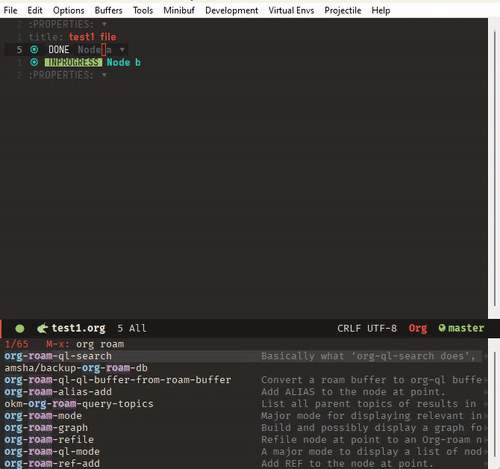 File Edit Options Buffers Tools Minibuf Development Virtual Envs Projectile Help
2 :PROPERTIES: ▾
1 title: test1 file
5 DONE Node a ▾
1 INPROGRESS Node b
2 :PROPERTIES: ▾
test1.org 5 All CRLF UTF-8 Org master
1/65 M-x: org roam
org-roam-ql-search Basically what ‘org-ql-search does’,
amsha/backup-org-roam-db
org-roam-ql-ql-buffer-from-roam-buffer Convert a roam buffer to org-ql buffe
org-roam-alias-add Add ALIAS to the node at point.
okm-org-roam-query-topics List all parent topics of results in
org-roam-mode Major mode for displaying relevant in
org-roam-graph Build and possibly display a graph fo
org-roam-refile Refile node at point to an Org-roam n
org-roam-ql-mode A major mode to display a list of nod
org-roam-ref-add Add REF to the node at point.